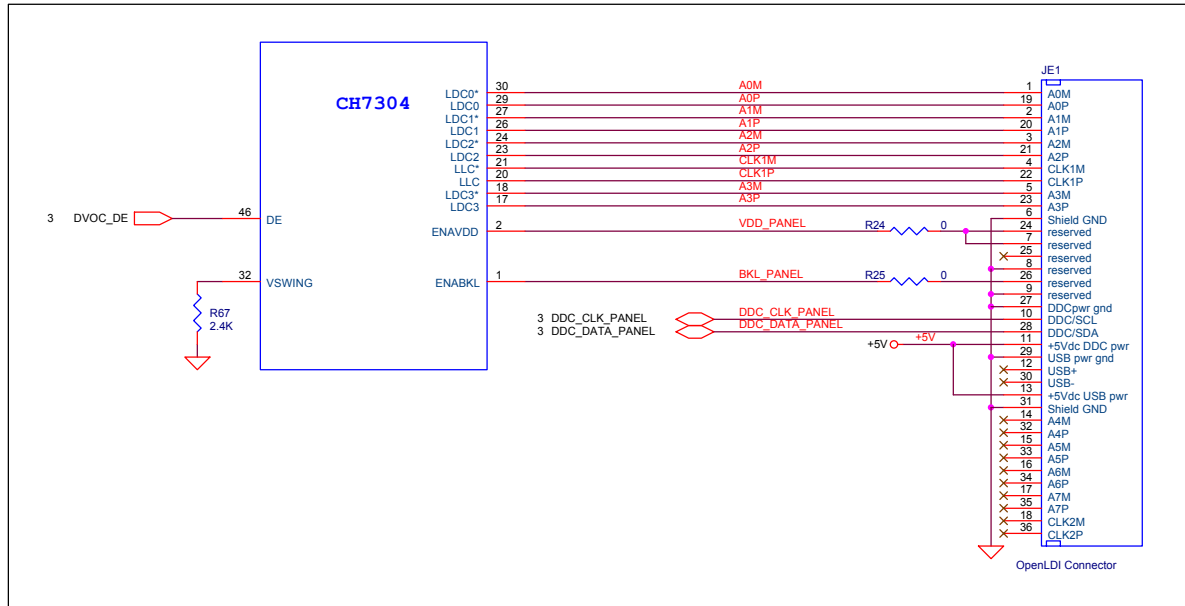 JE1
CH7304
LDC0* 30 A0M 1 A0M
LDC0 29 A0P 19 A0P
LDC1* 27 A1M 2 A1M
LDC1 26 A1P 20 A1P
LDC2* 24 A2M 3 A2M
LDC2 23 A2P 21 A2P
LLC* 21 CLK1M 4 CLK1M
LLC 20 CLK1P 22 CLK1P
LDC3* 18 A3M 5 A3M
LDC3 17 A3P 23 A3P
3 DVOC_DE 46 DE
6 Shield GND
ENAVDD 2 VDD_PANEL R24 0 24 reserved
7 reserved
25 reserved
8 reserved
32 VSWING ENABKL 1 BKL_PANEL R25 0 26 reserved
9 reserved
R67
2.4K
27 DDCpwr gnd
3 DDC_CLK_PANEL DDC_CLK_PANEL 10 DDC/SCL
3 DDC_DATA_PANEL DDC_DATA_PANEL 28 DDC/SDA
+5V +5V 11 +5Vdc DDC pwr
29 USB pwr gnd
12 USB+
30 USB-
13 +5Vdc USB pwr
31 Shield GND
14 A4M
32 A4P
15 A5M
33 A5P
16 A6M
34 A6P
17 A7M
35 A7P
18 CLK2M
36 CLK2P
OpenLDI Connector